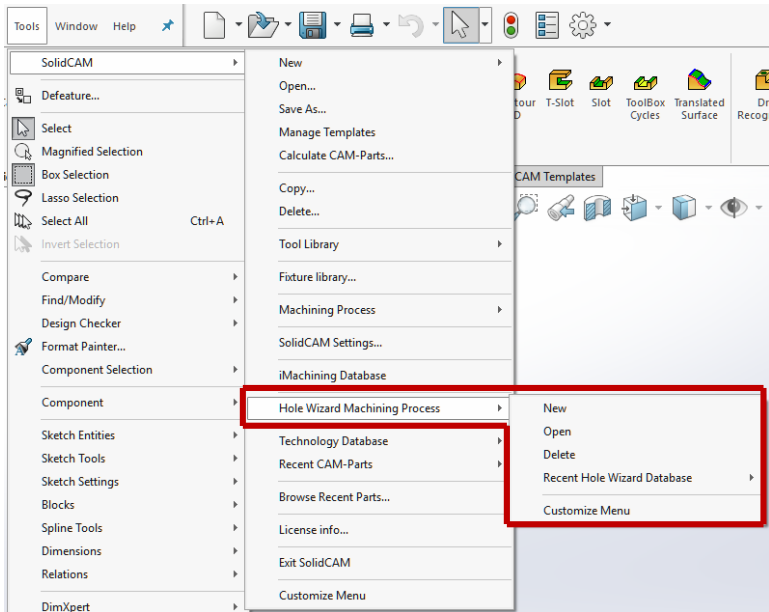 Tools Window Help
SolidCAM
Defeature...
Select
Magnified Selection
Box Selection
Lasso Selection
Select All Ctrl+A
Invert Selection
Compare
Find/Modify
Design Checker
Format Painter...
Component Selection
Component
Sketch Entities
Sketch Tools
Sketch Settings
Blocks
Spline Tools
Dimensions
Relations
DimXpert
New
Open...
Save As...
Manage Templates
Calculate CAM-Parts...
Copy...
Delete...
Tool Library
Fixture library...
Machining Process
SolidCAM Settings...
iMachining Database
Hole Wizard Machining Process
Technology Database
Recent CAM-Parts
Browse Recent Parts...
License info...
Exit SolidCAM
Customize Menu
New
Open
Delete
Recent Hole Wizard Database
Customize Menu
tour
D
T-Slot
Slot
ToolBox
Cycles
Translated
Surface
Dr
Recog
CAM Templates